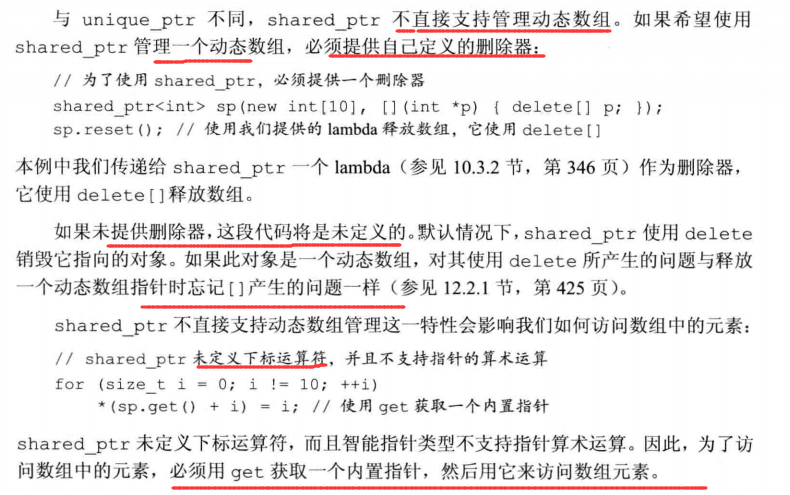 与 unique_ptr 不同，shared_ptr 不直接支持管理动态数组。如果希望使用
shared_ptr 管理一个动态数组，必须提供自己定义的删除器：
// 为了使用 shared_ptr，必须提供一个删除器
shared_ptr<int> sp(new int[10], [](int *p) { delete[] p; });
sp.reset(); // 使用我们提供的 lambda 释放数组，它使用 delete[]
本例中我们传递给 shared_ptr 一个 lambda（参见 10.3.2 节，第 346 页）作为删除器，
它使用 delete[]释放数组。
如果未提供删除器，这段代码将是未定义的。默认情况下，shared_ptr 使用 delete
销毁它指向的对象。如果此对象是一个动态数组，对其使用 delete 所产生的问题与释放
一个动态数组指针时忘记[]产生的问题一样（参见 12.2.1 节，第 425 页）。
shared_ptr 不直接支持动态数组管理这一特性会影响我们如何访问数组中的元素：
// shared_ptr 未定义下标运算符，并且不支持指针的算术运算
for (size_t i = 0; i != 10; ++i)
*(sp.get() + i) = i; // 使用 get 获取一个内置指针
shared_ptr 未定义下标运算符，而且智能指针类型不支持指针算术运算。因此，为了访
问数组中的元素，必须用 get 获取一个内置指针，然后用它来访问数组元素。